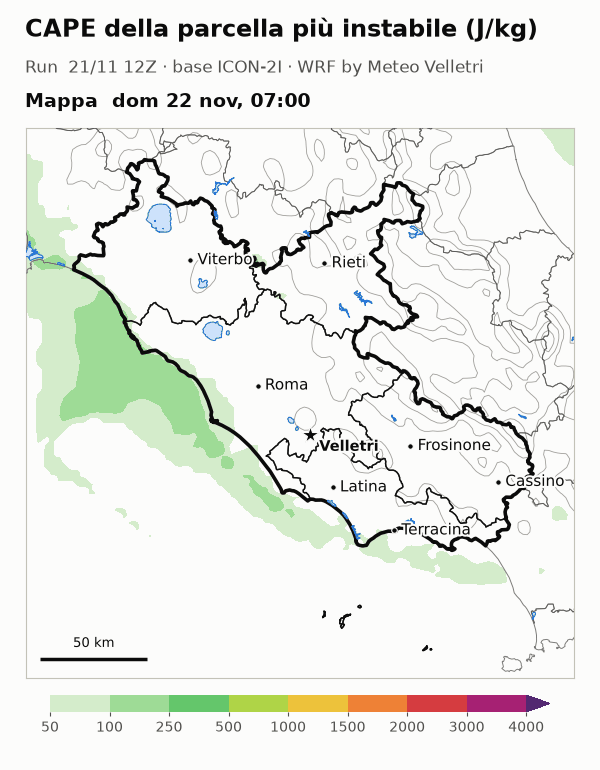 CAPE della parcella più instabile (J/kg)
Run 21/11 12Z · base ICON-2I · WRF by Meteo Velletri
Mappa dom 22 nov, 07:00
Viterbo
Rieti
Roma
Velletri
Frosinone
Cassino
Latina
Terracina
50 km
50 100 250 500 1000 1500 2000 3000 4000